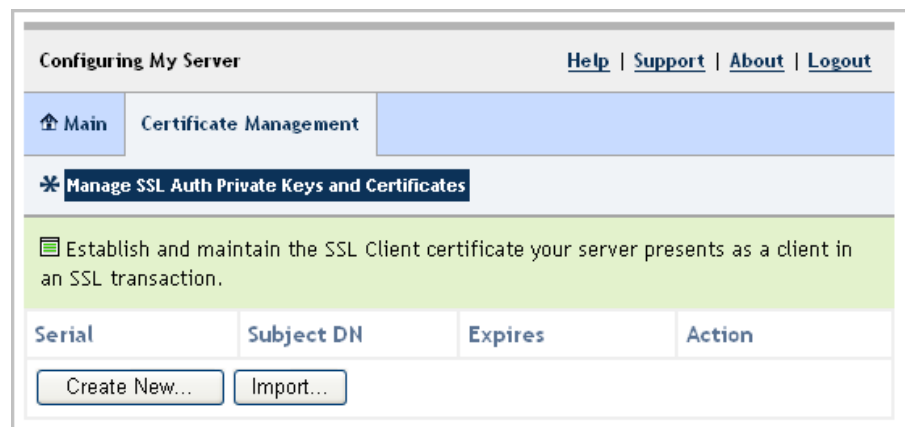 Configuring My Server Help | Support | About | Logout
Main Certificate Management
Manage SSL Auth Private Keys and Certificates
Establish and maintain the SSL Client certificate your server presents as a client in
an SSL transaction.
Serial Subject DN Expires Action
Create New... Import...